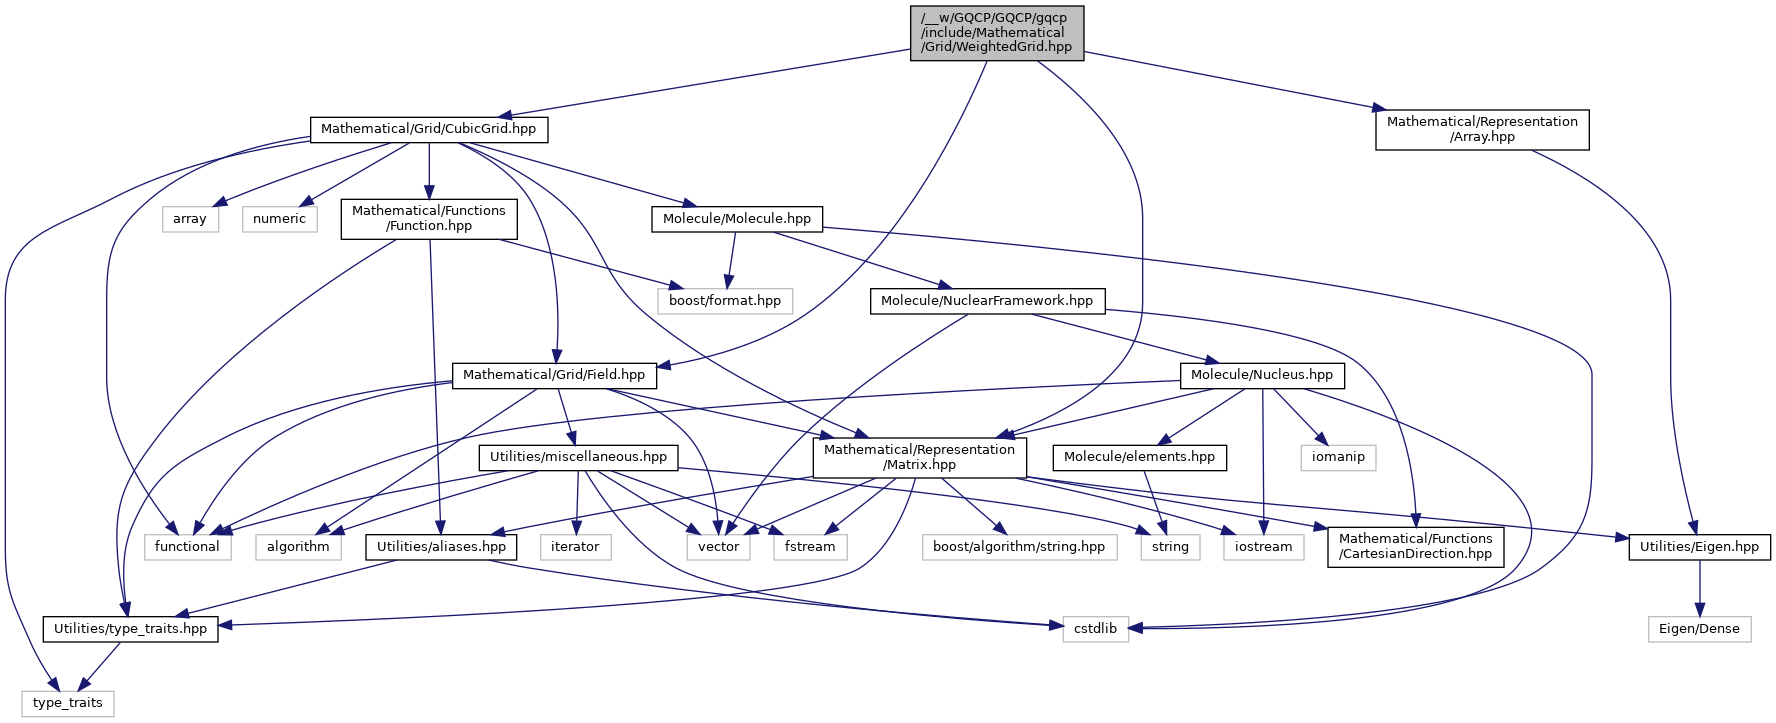 /__w/GQCP/GQCP/gqcp
/include/Mathematical
/Grid/WeightedGrid.hpp
Mathematical/Grid/CubicGrid.hpp
Mathematical/Representation
/Array.hpp
array
numeric
Mathematical/Functions
/Function.hpp
Molecule/Molecule.hpp
boost/format.hpp
Molecule/NuclearFramework.hpp
Mathematical/Grid/Field.hpp
Molecule/Nucleus.hpp
Utilities/miscellaneous.hpp
Mathematical/Representation
/Matrix.hpp
Molecule/elements.hpp
iomanip
functional
algorithm
Utilities/aliases.hpp
iterator
vector
fstream
boost/algorithm/string.hpp
string
iostream
Mathematical/Functions
/CartesianDirection.hpp
Utilities/Eigen.hpp
Utilities/type_traits.hpp
cstdlib
Eigen/Dense
type_traits